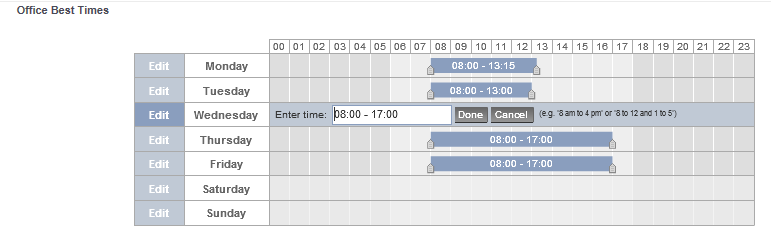 Office Best Times
00 01 02 03 04 05 06 07 08 09 10 11 12 13 14 15 16 17 18 19 20 21 22 23
Edit Monday 08:00 - 13:15
Edit Tuesday 08:00 - 13:00
Edit Wednesday Enter time: 08:00 - 17:00 Done Cancel (e.g. '8 am to 4 pm' or '8 to 12 and 1 to 5')
Edit Thursday 08:00 - 17:00
Edit Friday 08:00 - 17:00
Edit Saturday
Edit Sunday